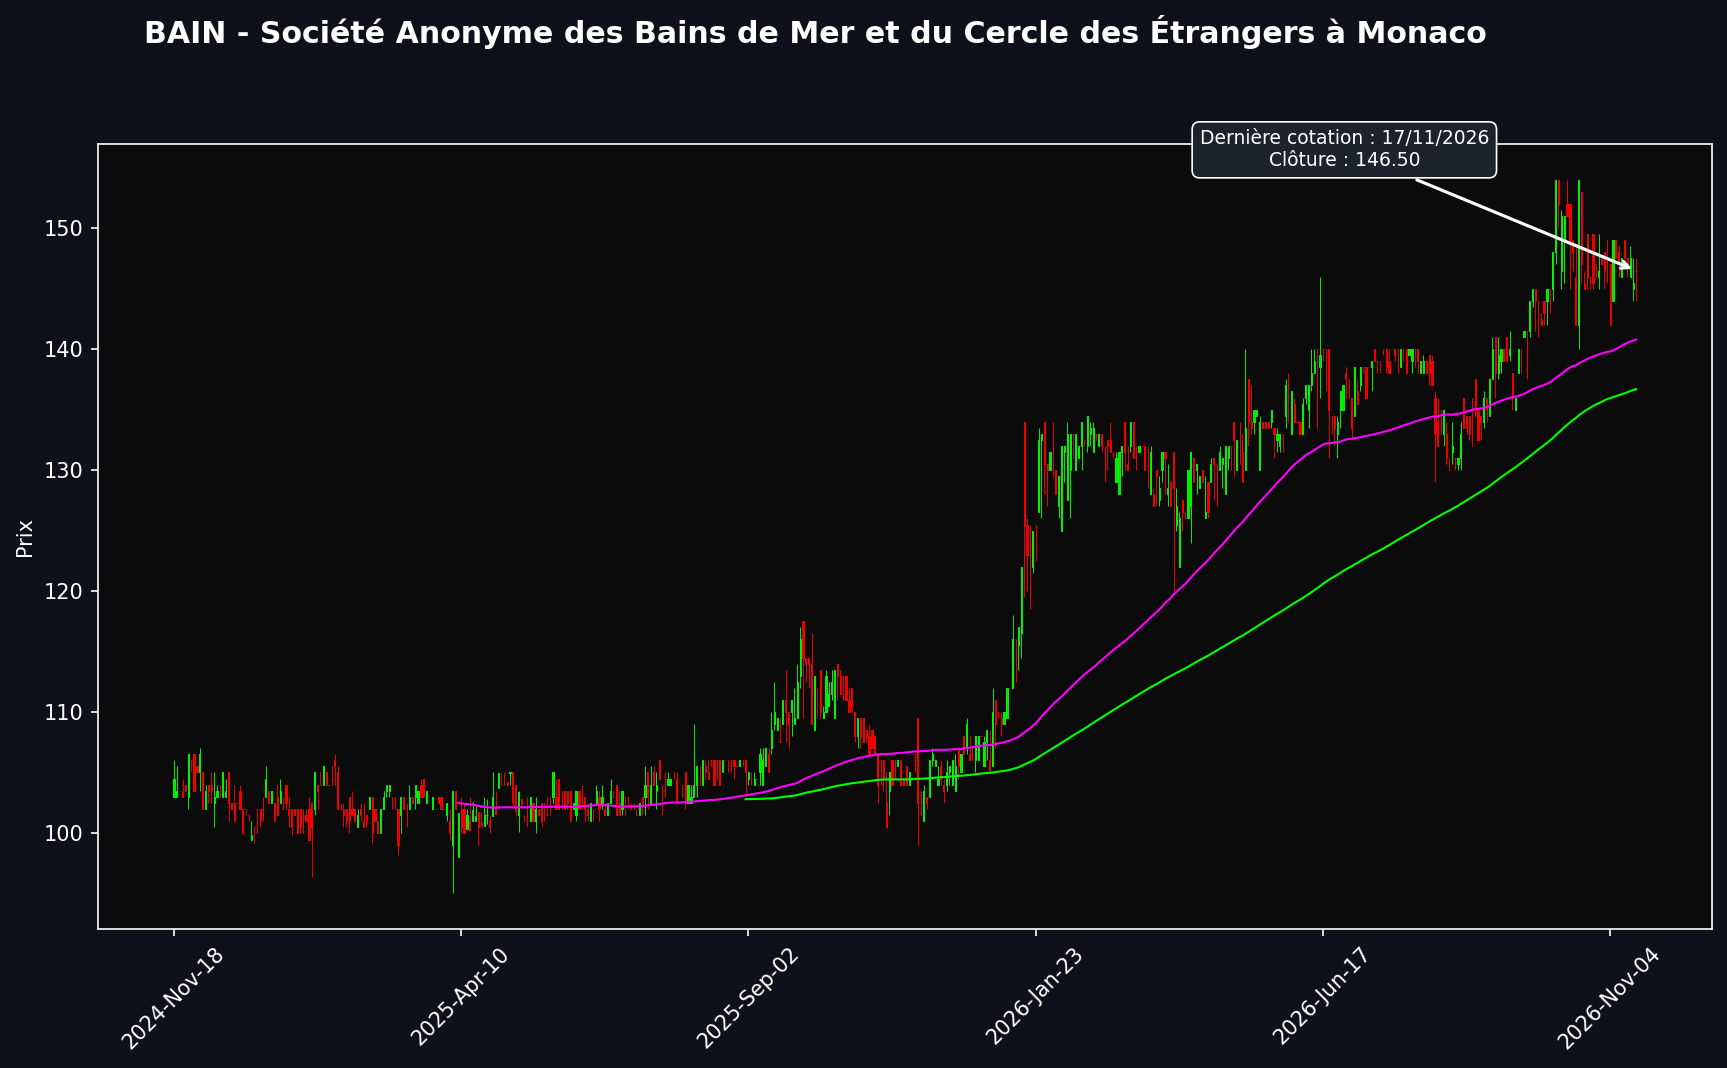 BAIN - Société Anonyme des Bains de Mer et du Cercle des Étrangers à Monaco
Dernière cotation : 17/11/2026
Clôture : 146.50
150
140
130
120
110
100
Prix
2024-Nov-18
2025-Apr-10
2025-Sep-02
2026-Jan-23
2026-Jun-17
2026-Nov-04